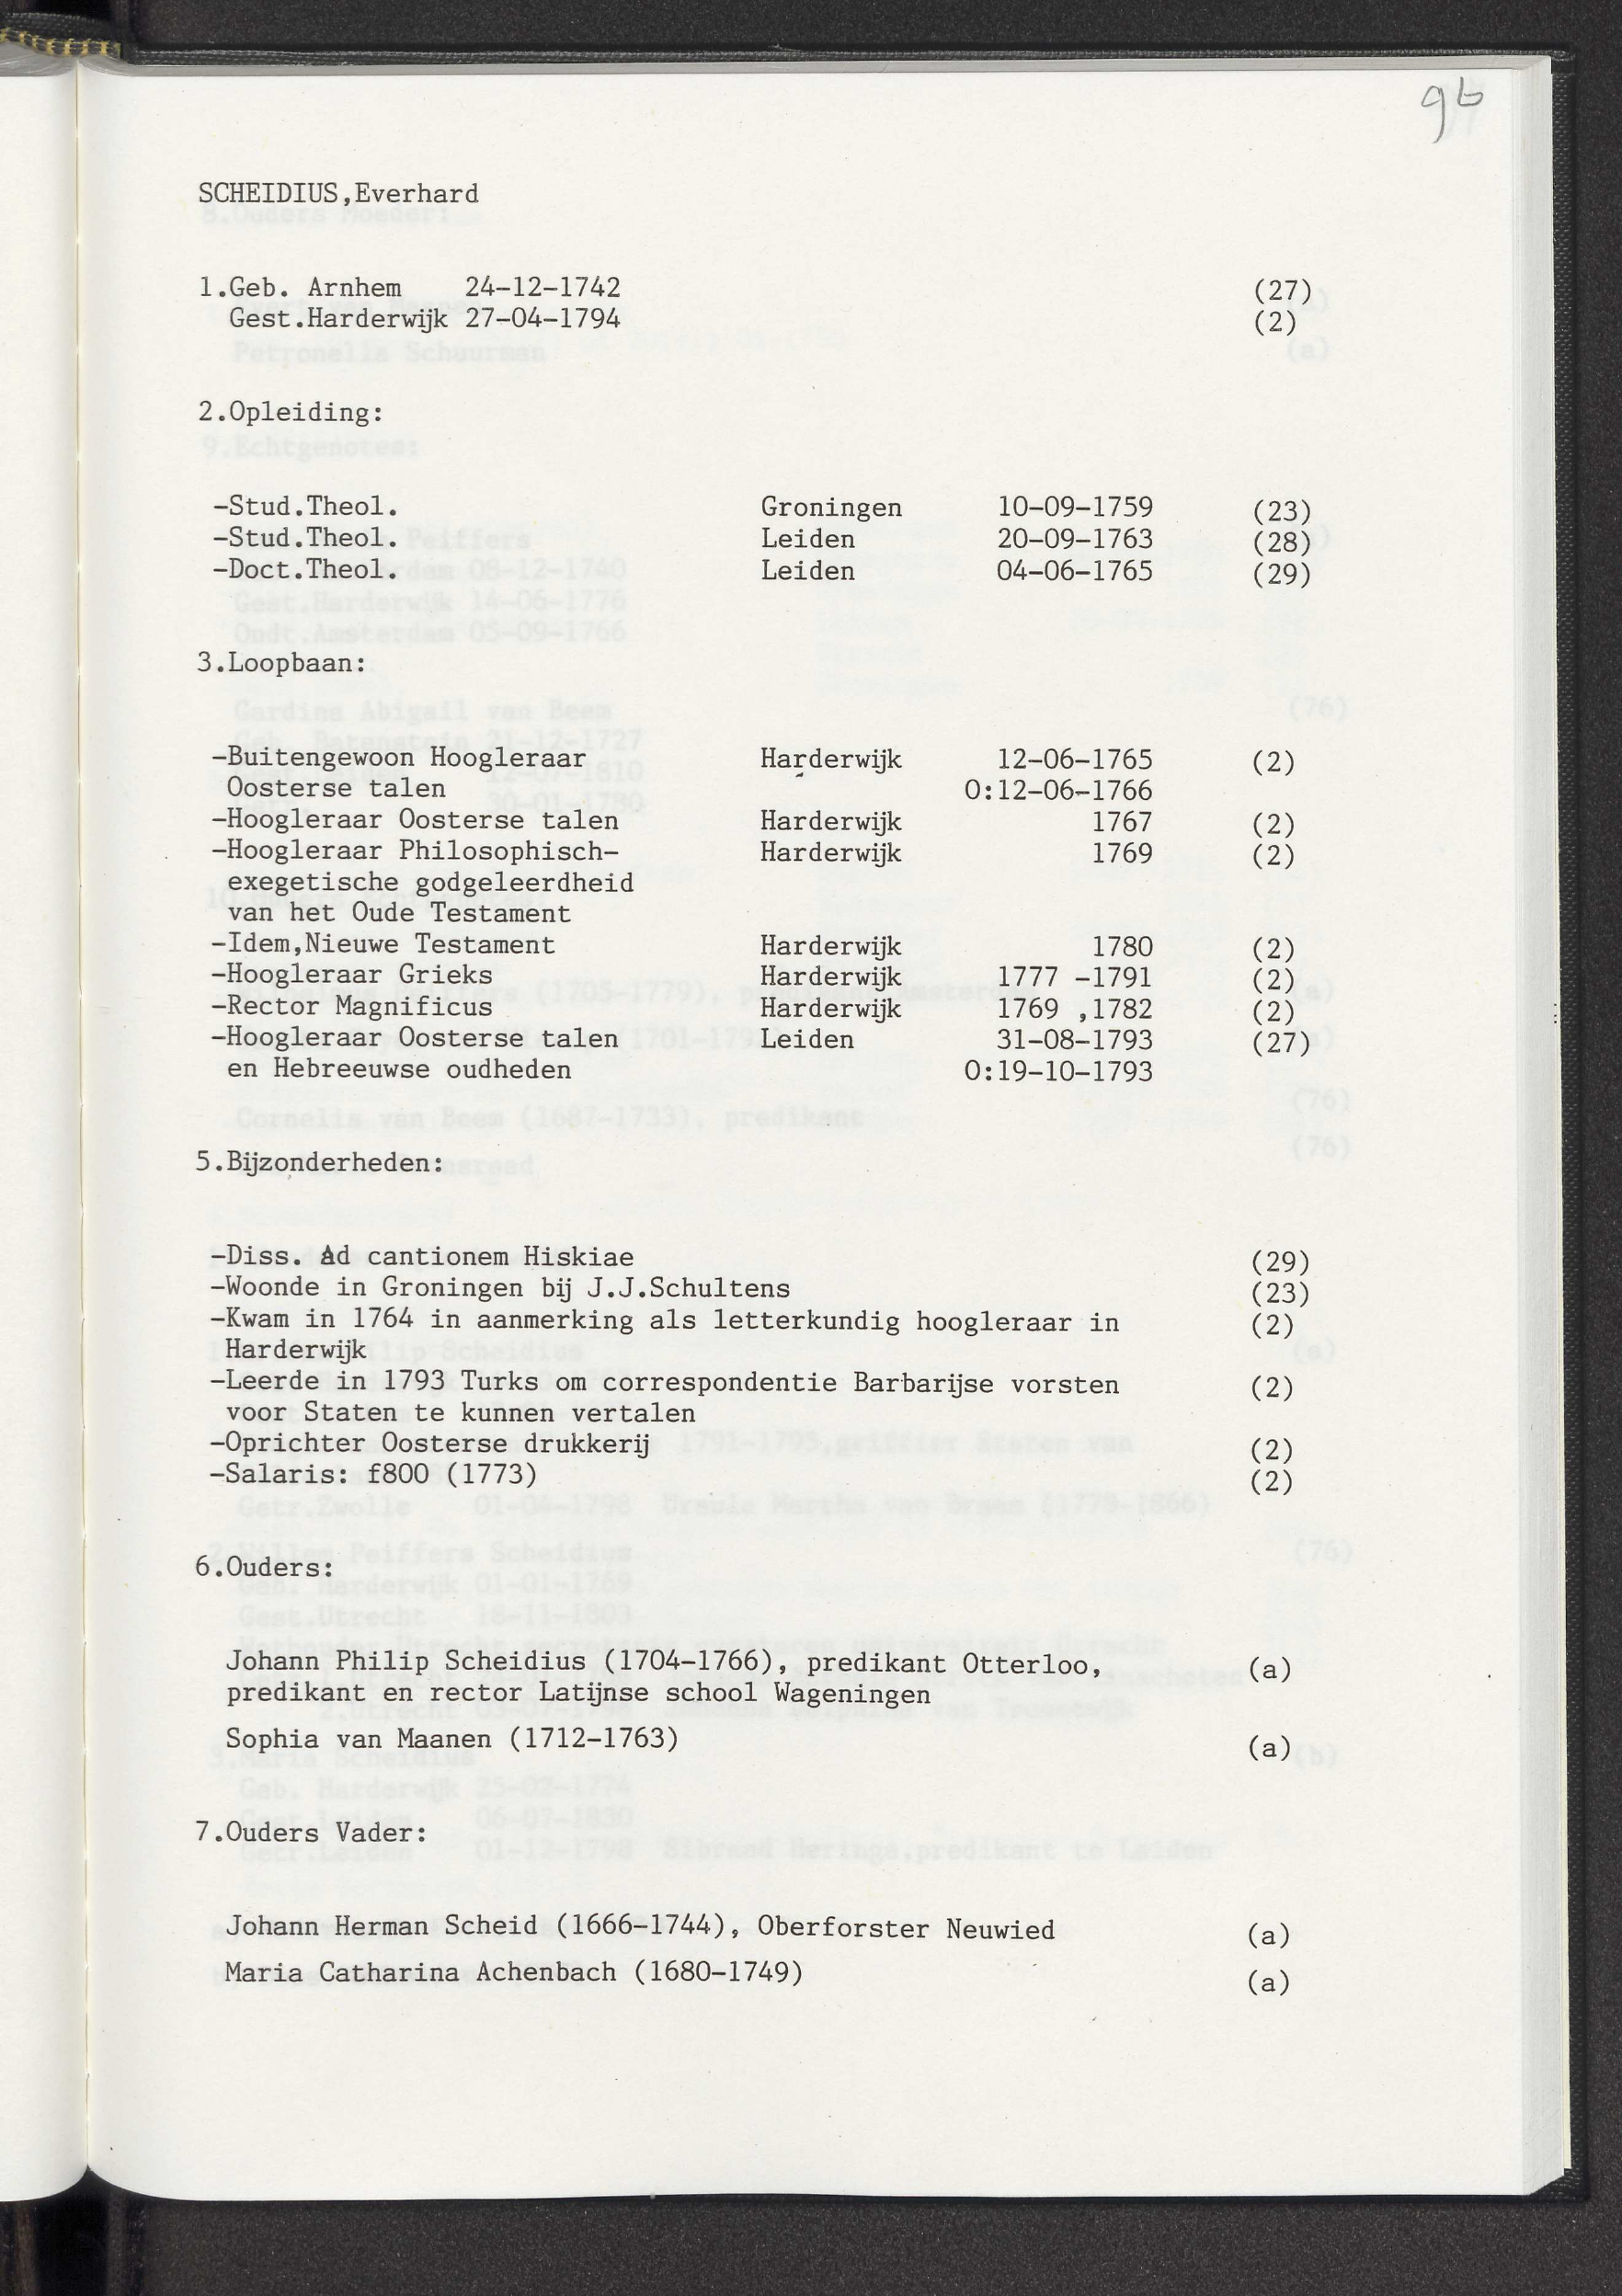 96
SCHEIDIUS,Everhard
1.Geb. Arnhem 24-12-1742 (27)
Gest.Harderwijk 27-04-1794 (2)
2.Opleiding:
-Stud.Theol. Groningen 10-09-1759 (23)
-Stud.Theol. Leiden 20-09-1763 (28)
-Doct.Theol. Leiden 04-06-1765 (29)
3.Loopbaan:
-Buitengewoon Hoogleraar Harderwijk 12-06-1765 (2)
Oosterse talen 0:12-06-1766
-Hoogleraar Oosterse talen Harderwijk 1767 (2)
-Hoogleraar Philosophisch- Harderwijk 1769 (2)
exegetische godgeleerdheid
van het Oude Testament
-Idem,Nieuwe Testament Harderwijk 1780 (2)
-Hoogleraar Grieks Harderwijk 1777 -1791 (2)
-Rector Magnificus Harderwijk 1769 ,1782 (2)
-Hoogleraar Oosterse talen Leiden 31-08-1793 (27)
en Hebreeuwse oudheden 0:19-10-1793
5.Bijzonderheden:
-Diss. Ad cantionem Hiskiae (29)
-Woonde in Groningen bij J.J.Schultens (23)
-Kwam in 1764 in aanmerking als letterkundig hoogleraar in (2)
Harderwijk
-Leerde in 1793 Turks om correspondentie Barbarijse vorsten (2)
voor Staten te kunnen vertalen
-Oprichter Oosterse drukkerij (2)
-Salaris: f800 (1773) (2)
6.Ouders:
Johann Philip Scheidius (1704-1766), predikant Otterloo, (a)
predikant en rector Latijnse school Wageningen
Sophia van Maanen (1712-1763) (a)
7.Ouders Vader:
Johann Herman Scheid (1666-1744), Oberforster Neuwied (a)
Maria Catharina Achenbach (1680-1749) (a)